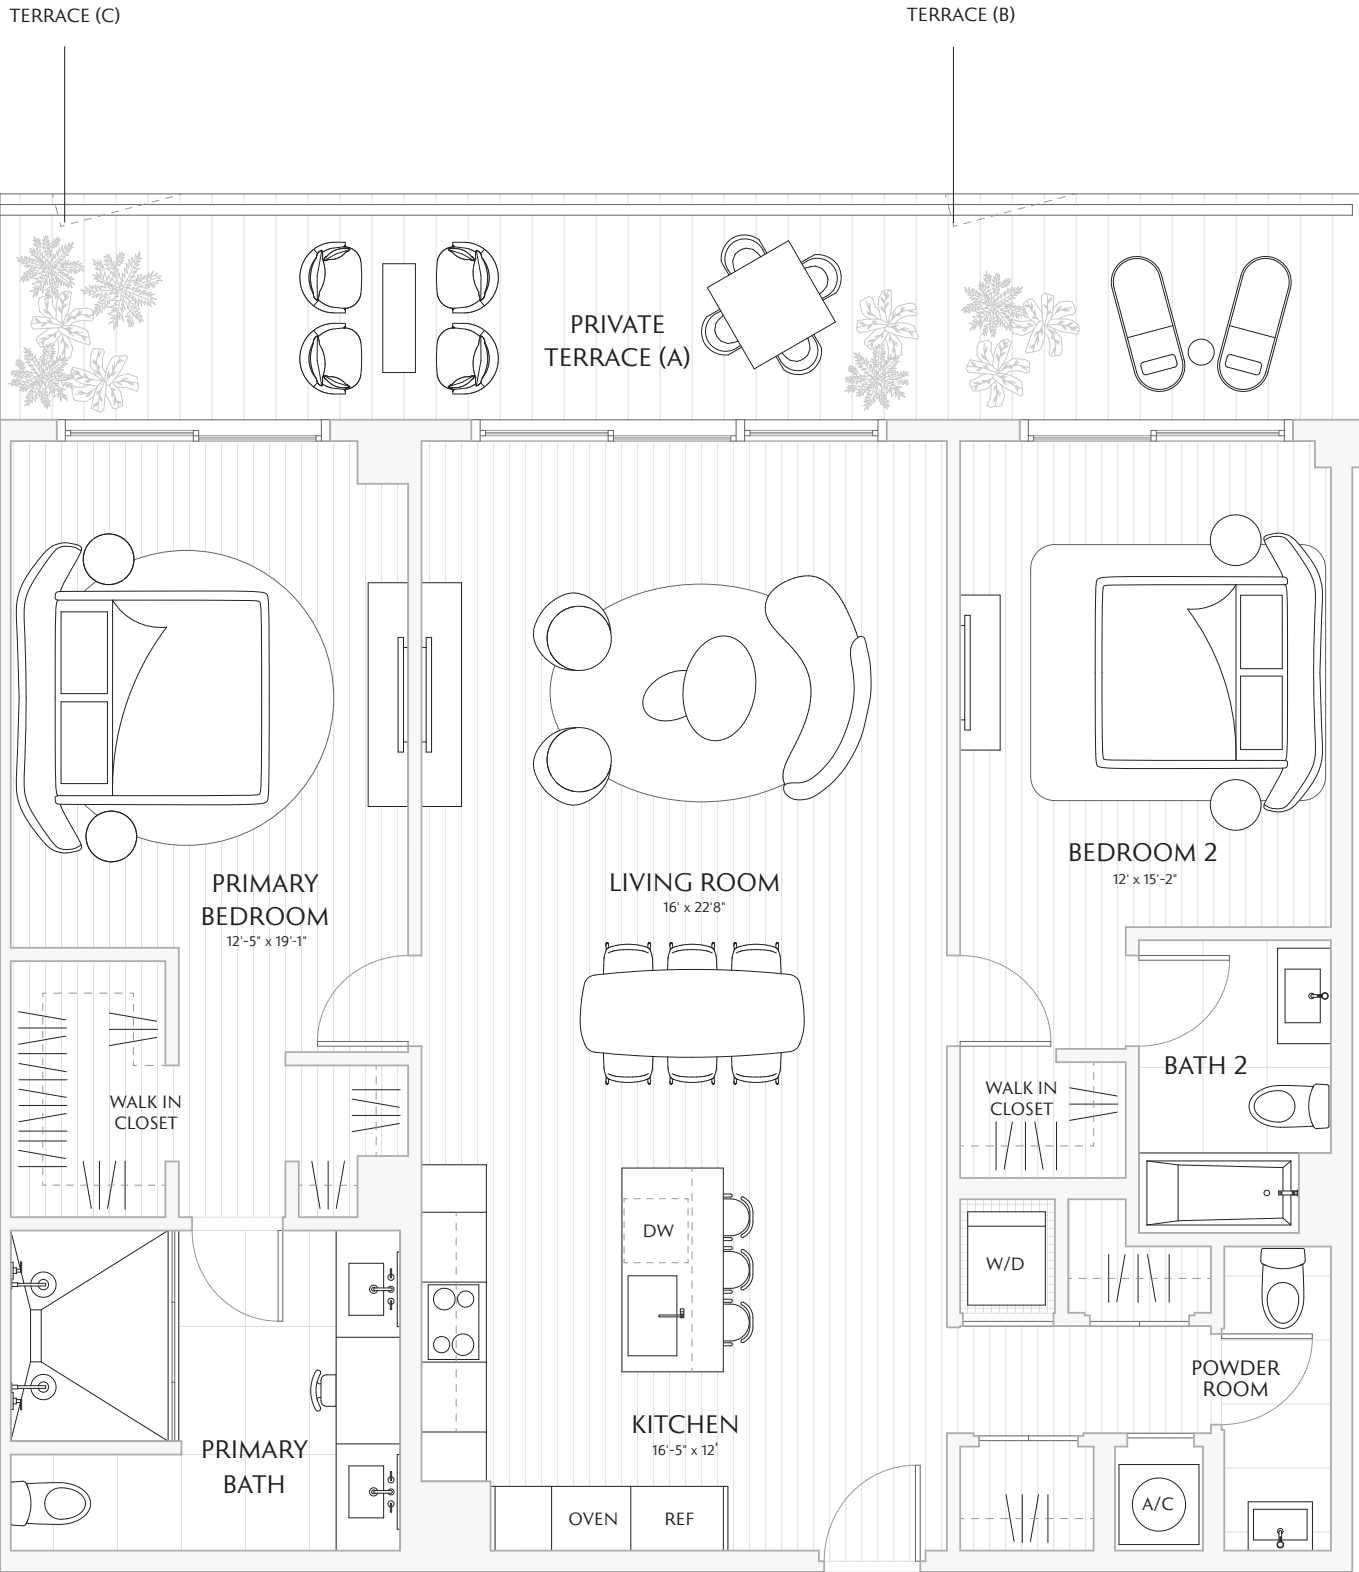 TERRACE (C)
TERRACE (B)
PRIVATE
TERRACE (A)
PRIMARY
BEDROOM
12'-5" x 19'-1"
LIVING ROOM
16' x 22'8"
BEDROOM 2
12' x 15'-2"
WALK IN
CLOSET
WALK IN
CLOSET
BATH 2
DW
W/D
POWDER
ROOM
KITCHEN
16'-5" x 12'
PRIMARY
BATH
OVEN
REF
A/C